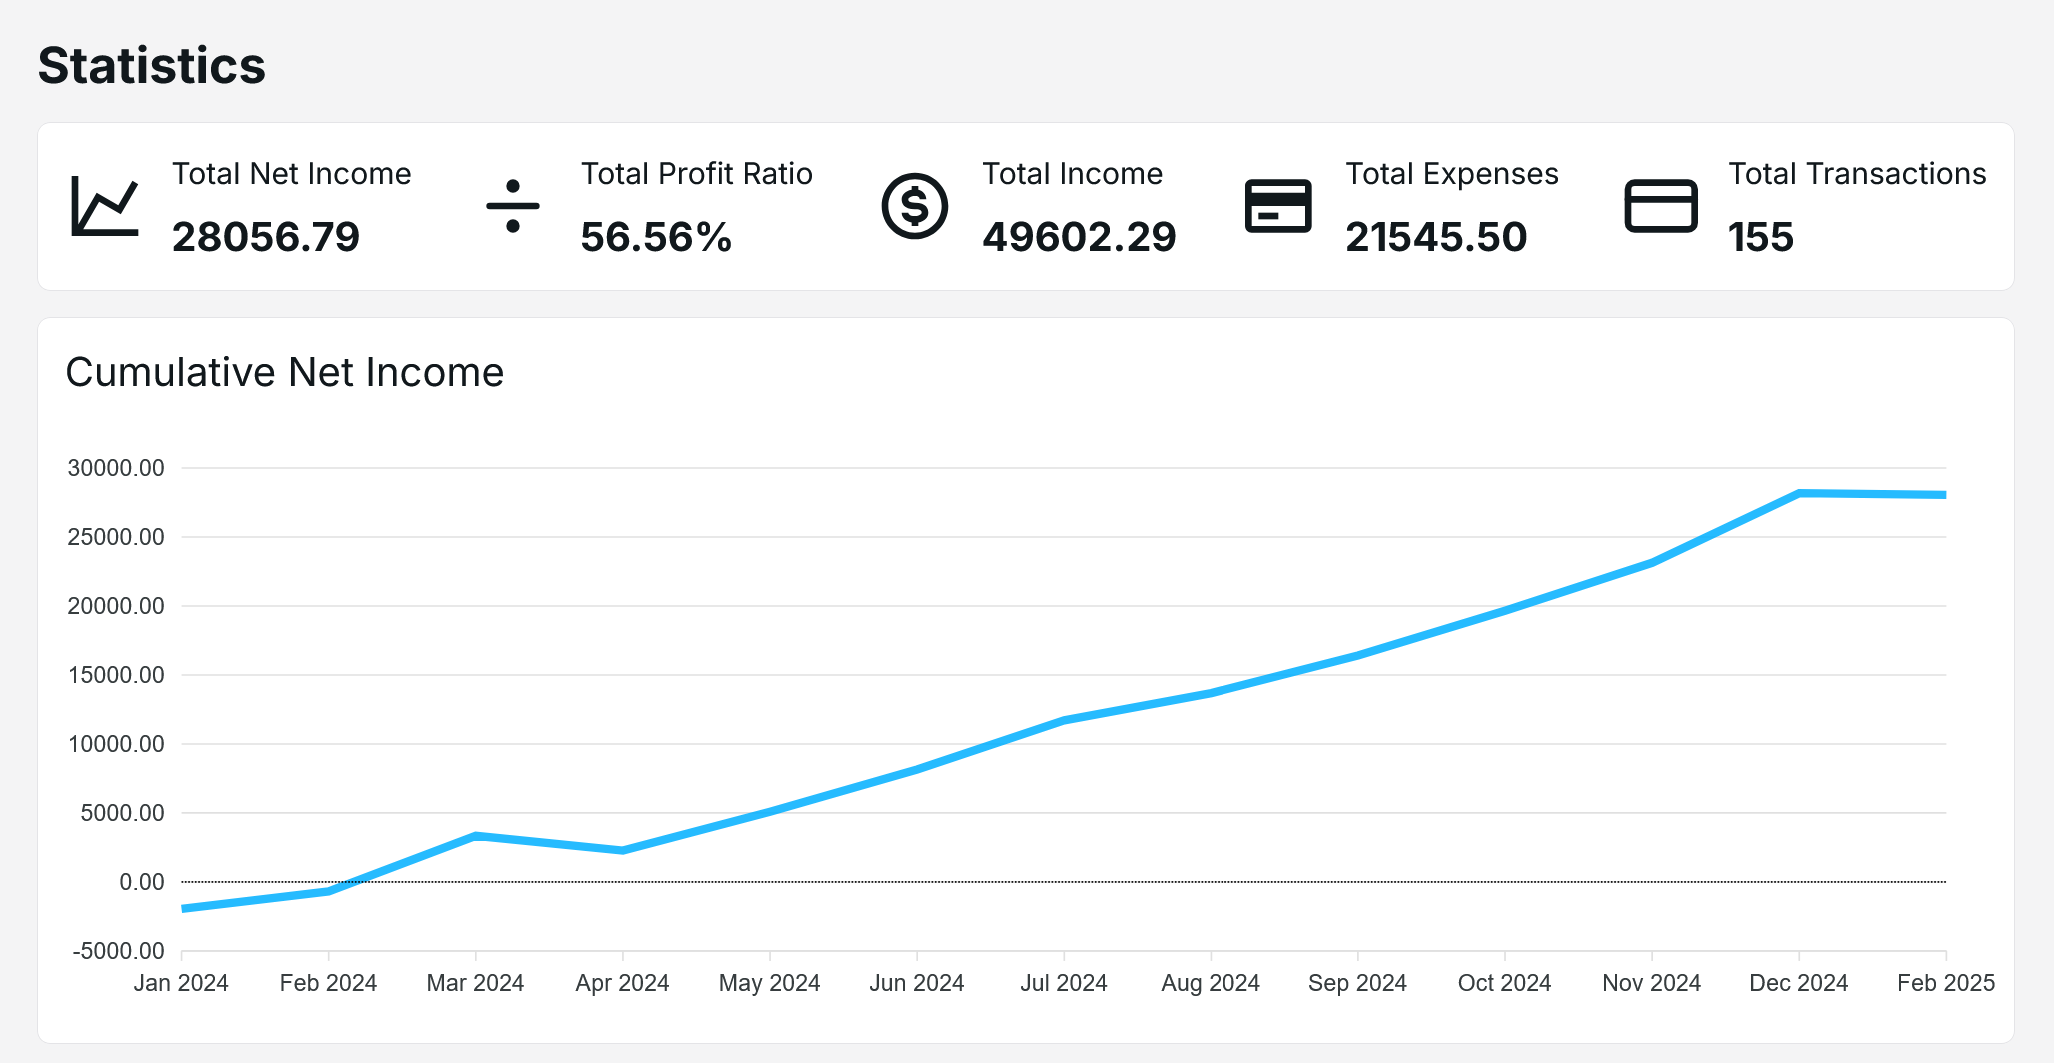 Statistics
Total Net Income
28056.79
Total Profit Ratio
56.56%
Total Income
49602.29
Total Expenses
21545.50
Total Transactions
155
Cumulative Net Income
30000.00
25000.00
20000.00
15000.00
10000.00
5000.00
0.00
-5000.00
Jan 2024 Feb 2024 Mar 2024 Apr 2024 May 2024 Jun 2024 Jul 2024 Aug 2024 Sep 2024 Oct 2024 Nov 2024 Dec 2024 Feb 2025